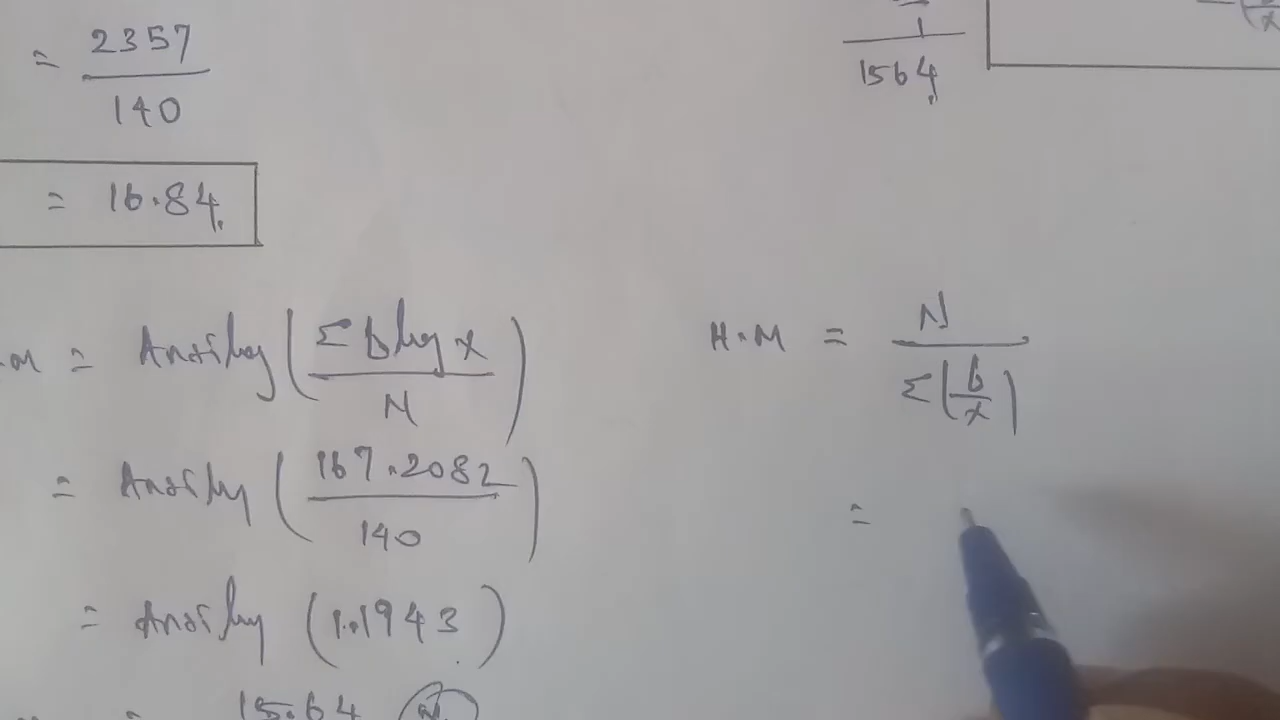 = 2357
140
= 16.84
1
1564
.M = Antilog ( Σ f log x
N )
= Antilog ( 167.2082
140 )
= Antilog ( 1.1943 )
= 15.64
H.M = N
Σ ( f
x )
=